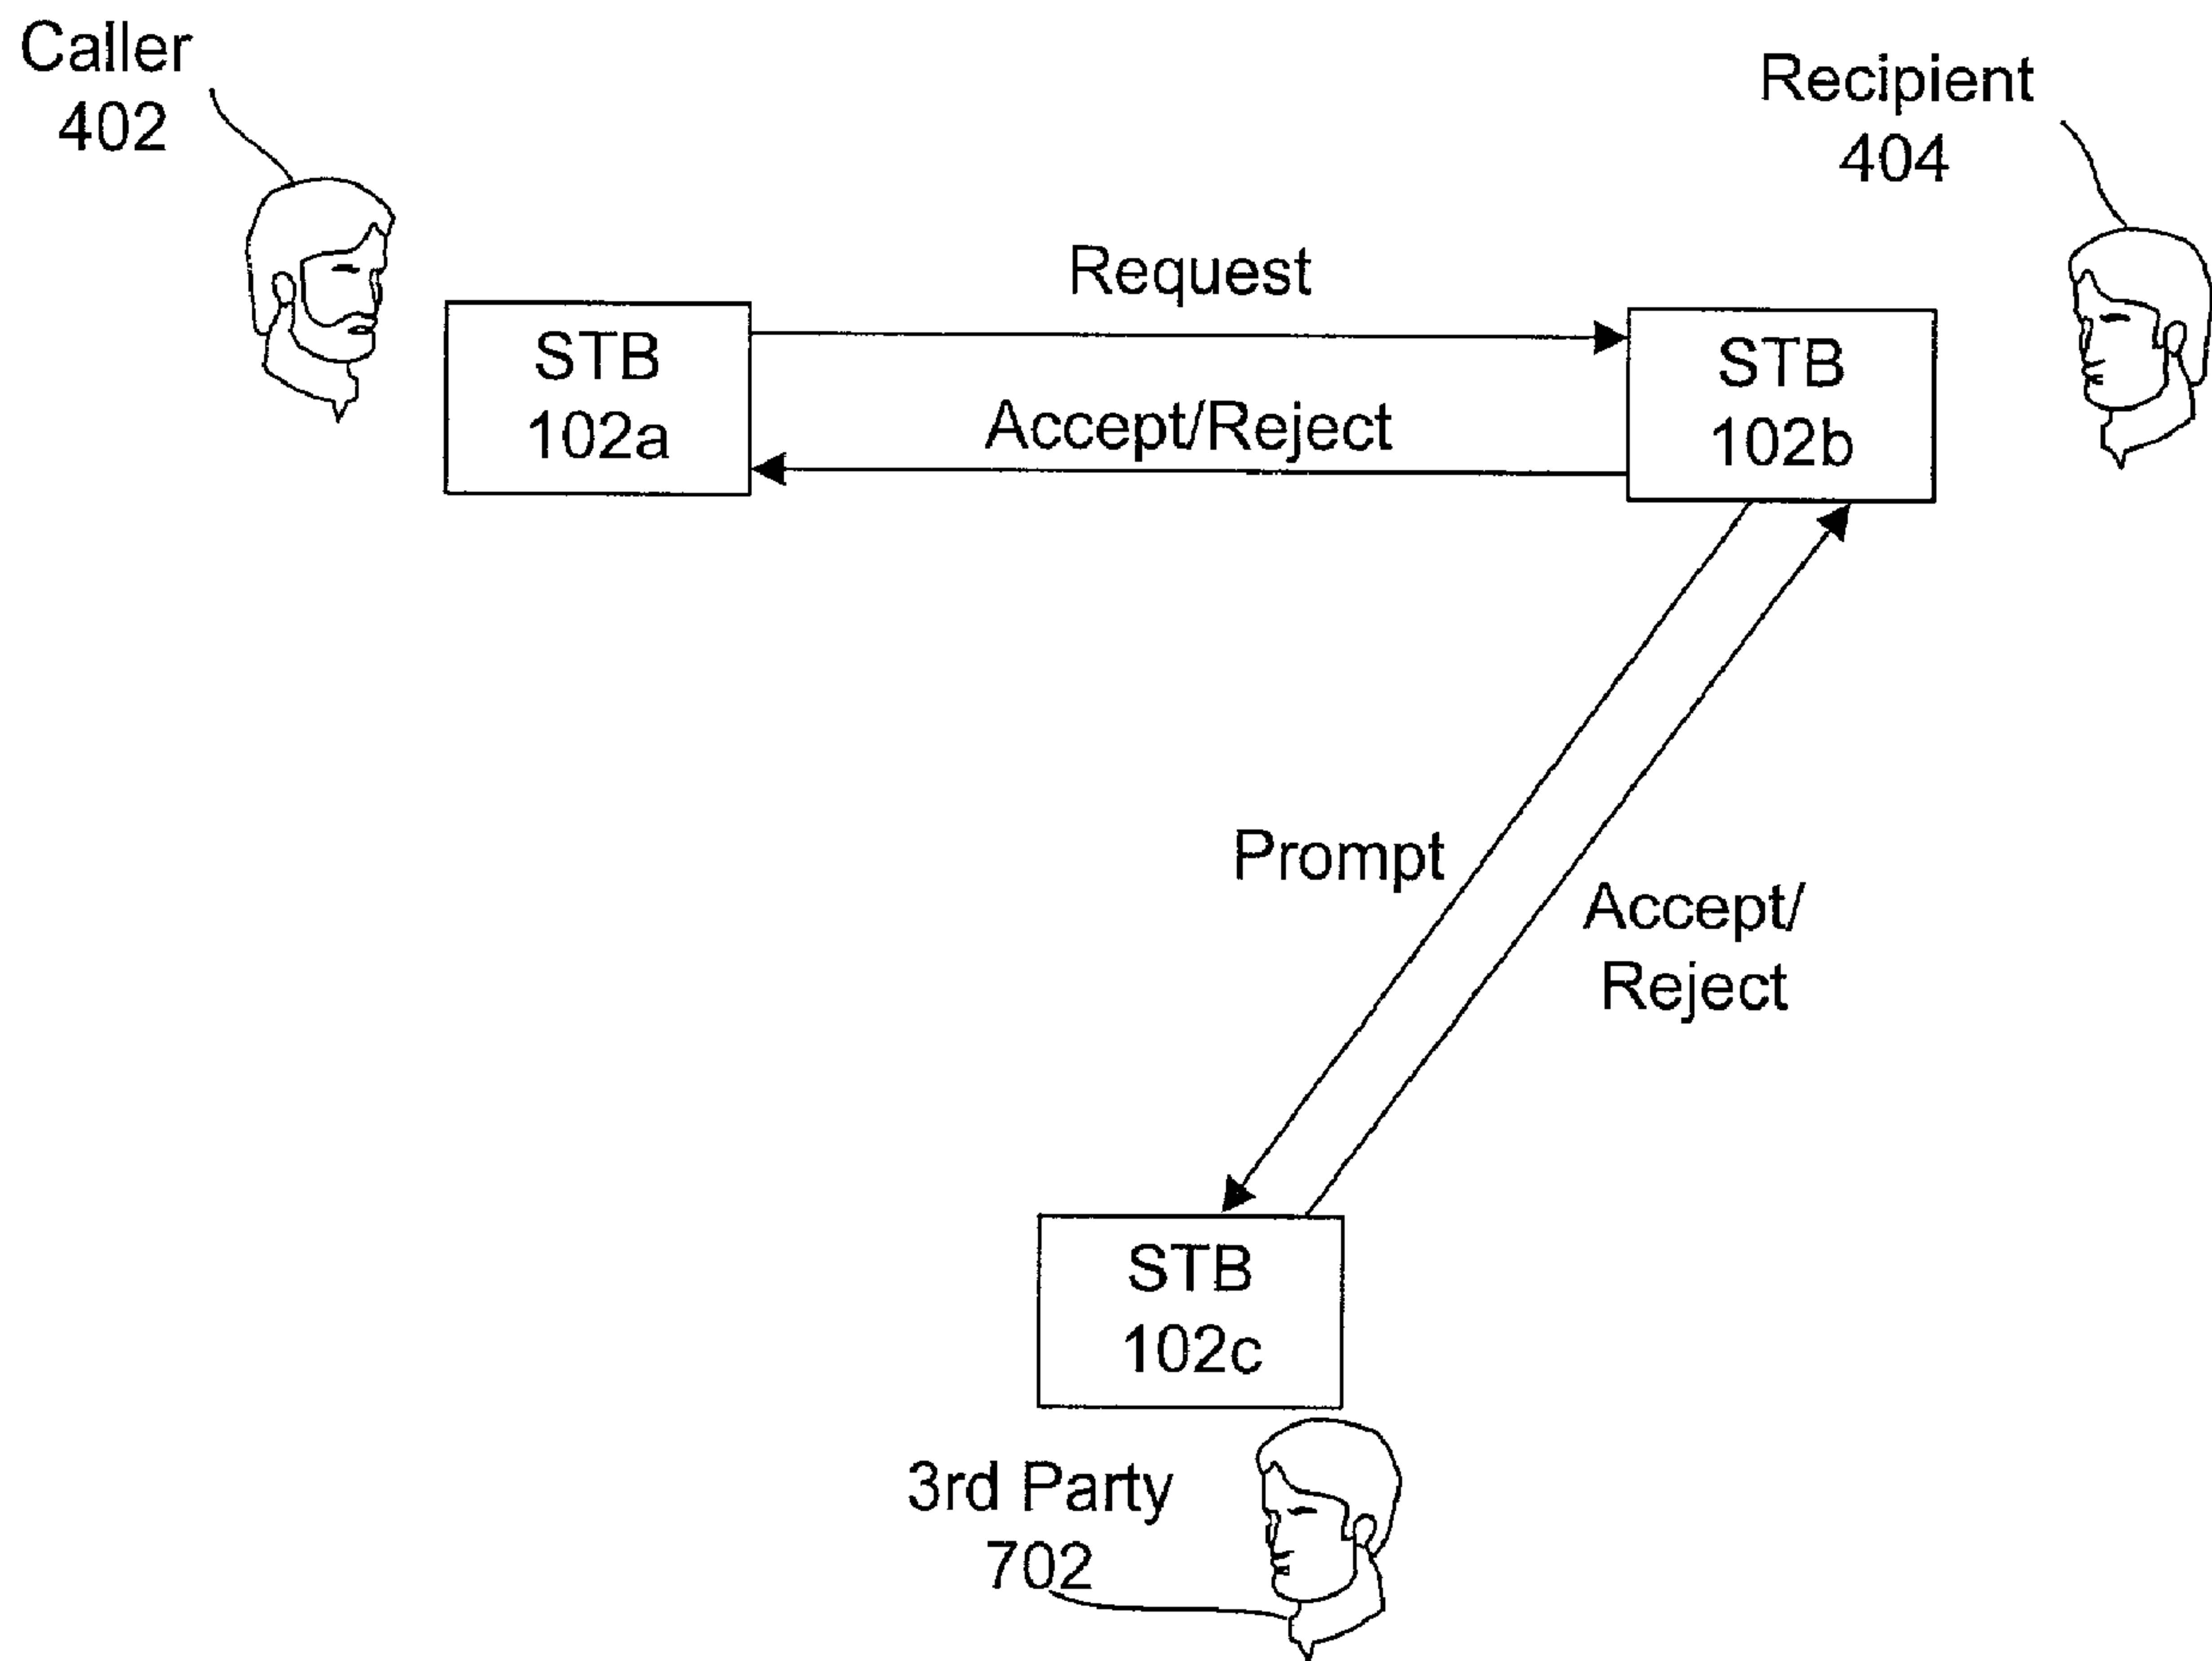 Caller
402
Recipient
404
Request
STB
102a
Accept/Reject
STB
102b
Prompt
Accept/
Reject
STB
102c
3rd Party
702